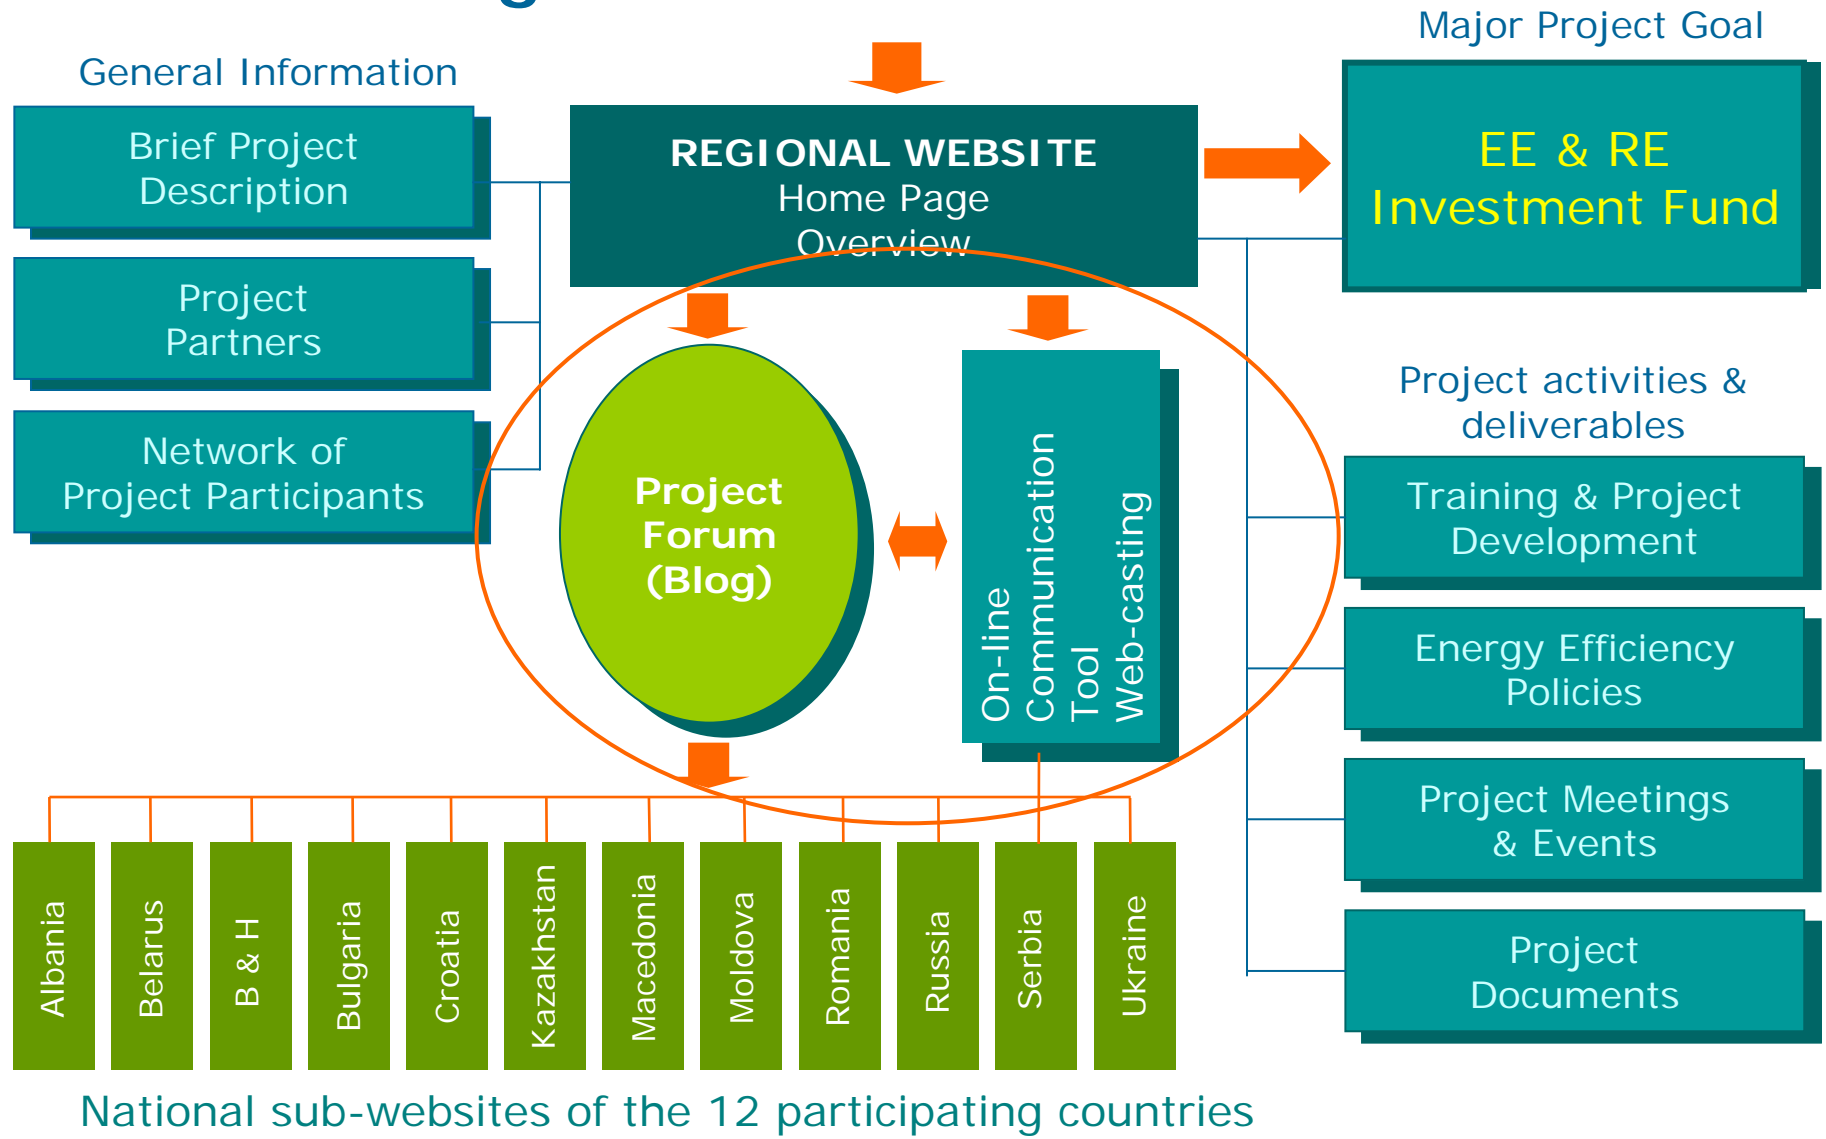 General Information
Brief Project
Description
Project
Partners
Network of
Project Participants
REGIONAL WEBSITE
Home Page
Overview
Major Project Goal
EE & RE
Investment Fund
Project
Forum
(Blog)
On-line
Communication
Tool
Web-casting
Project activities &
deliverables
Training & Project
Development
Energy Efficiency
Policies
Project Meetings
& Events
Project
Documents
Albania
Belarus
B & H
Bulgaria
Croatia
Kazakhstan
Macedonia
Moldova
Romania
Russia
Serbia
Ukraine
National sub-websites of the 12 participating countries